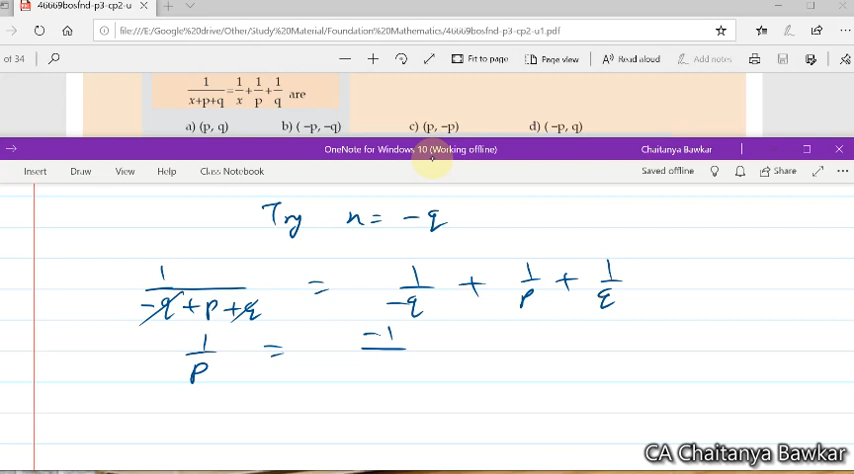 46669bosfnd-p3-cp2-u
file:///E:/Google%20drive/Other/Study%20Material/Foundation%20Mathematics/46669bosfnd-p3-cp2-u1.pdf
of 34
Fit to page Page view Read aloud Add notes
1/(x+p+q) = 1/x + 1/p + 1/q are
a) (p, q) b) (−p, −q) c) (p, −p) d) (−p, q)
OneNote for Windows 10 (Working offline) Chaitanya Bawkar
Insert Draw View Help Class Notebook Saved offline Share
Try x = −q
1/(−q + p + q) = 1/−q + 1/p + 1/q
1/p = −1
CA Chaitanya Bawkar